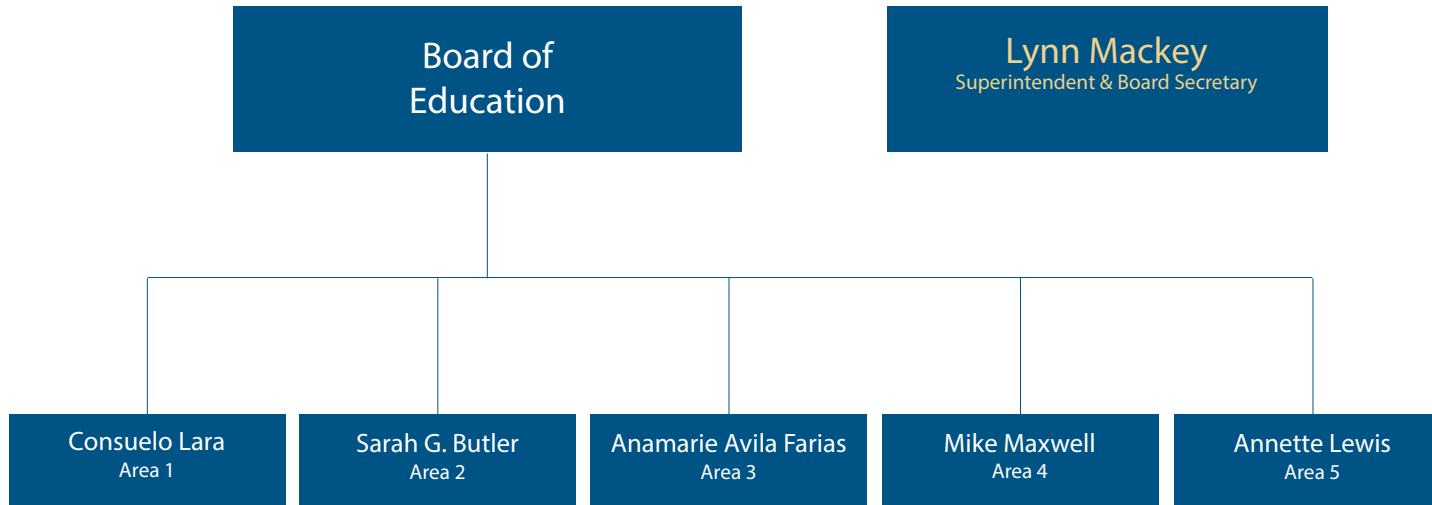 Board of
Education
Lynn Mackey
Superintendent & Board Secretary
Consuelo Lara
Area 1
Sarah G. Butler
Area 2
Anamarie Avila Farias
Area 3
Mike Maxwell
Area 4
Annette Lewis
Area 5